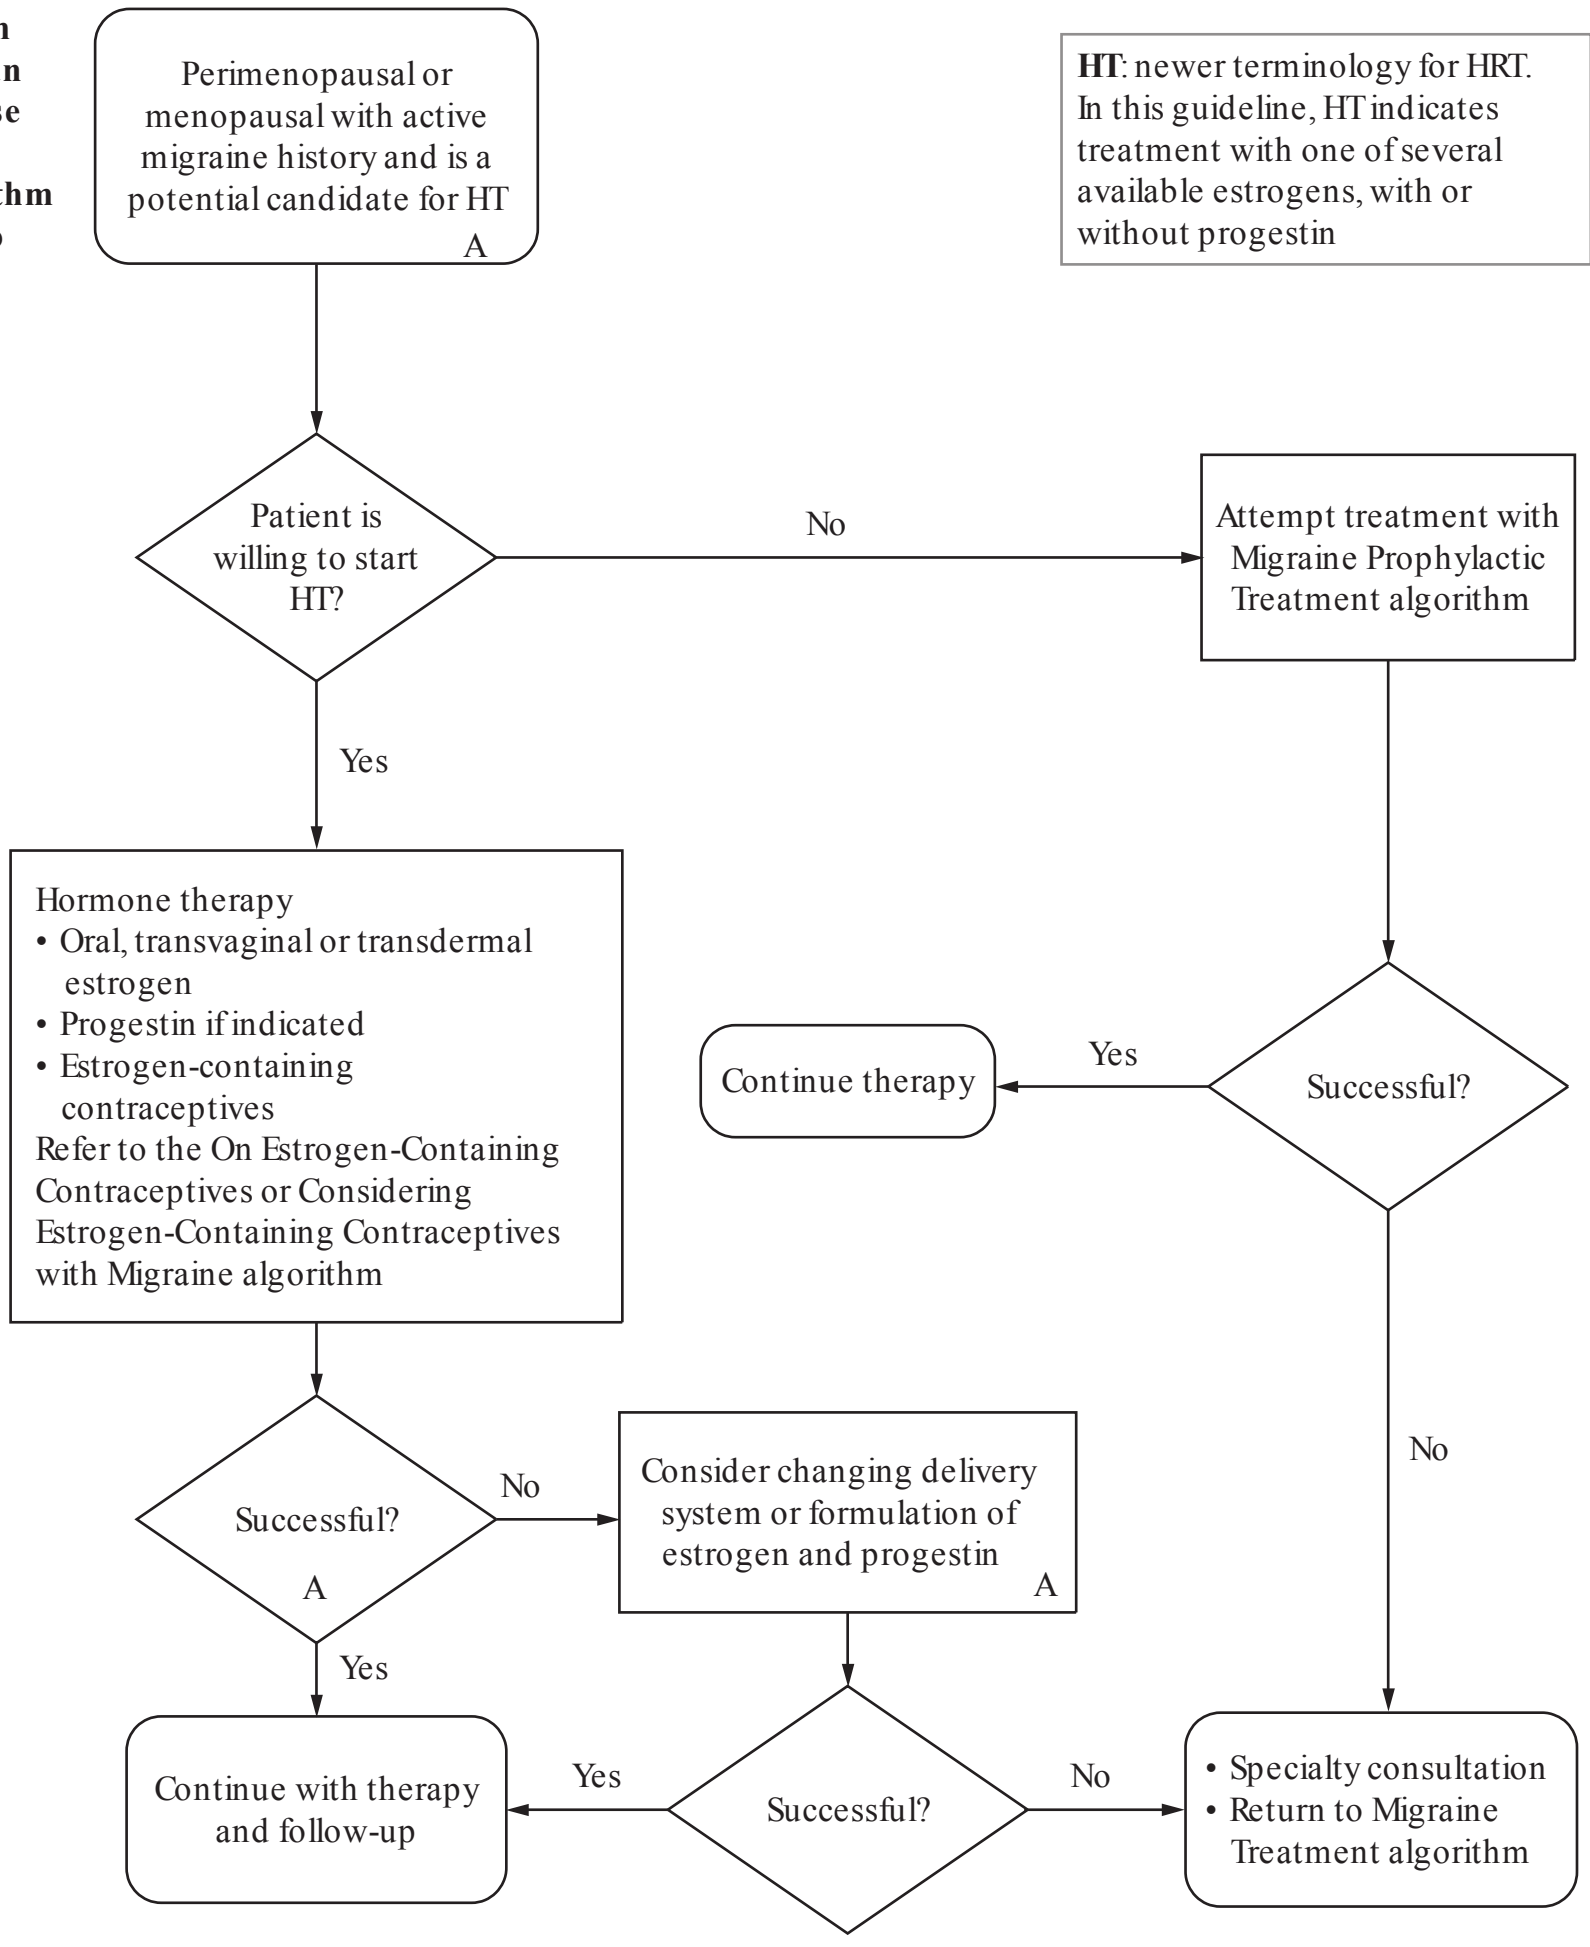 Perimenopausal or
menopausal with active
migraine history and is a
potential candidate for HT
A
HT: newer terminology for HRT.
In this guideline, HT indicates
treatment with one of several
available estrogens, with or
without progestin
Patient is
willing to start
HT?
No
Attempt treatment with
Migraine Prophylactic
Treatment algorithm
Yes
Hormone therapy
• Oral, transvaginal or transdermal
estrogen
• Progestin if indicated
• Estrogen-containing
contraceptives
Refer to the On Estrogen-Containing
Contraceptives or Considering
Estrogen-Containing Contraceptives
with Migraine algorithm
Continue therapy
Yes
Successful?
No
Successful?
A
No
Consider changing delivery
system or formulation of
estrogen and progestin
A
Yes
Continue with therapy
and follow-up
Yes
Successful?
No
• Specialty consultation
• Return to Migraine
Treatment algorithm